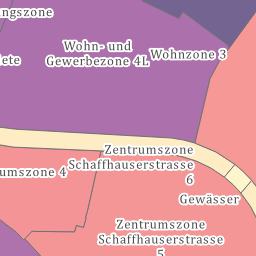 ngszone
Wohn- und
Gewerbezone 4L
Wohnzone 3
ete
Zentrumszone
Schaffhauserstrasse
6
umszone 4
Gewässer
Zentrumszone
Schaffhauserstrasse
5